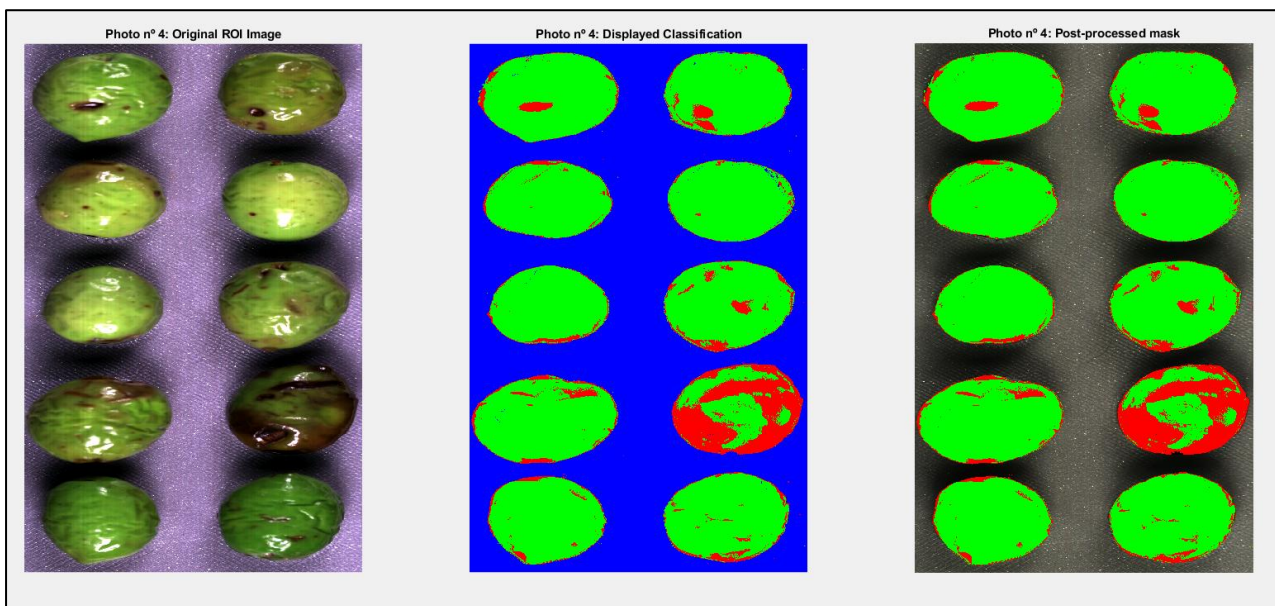 Photo nº 4: Original ROI Image
Photo nº 4: Displayed Classification
Photo nº 4: Post-processed mask